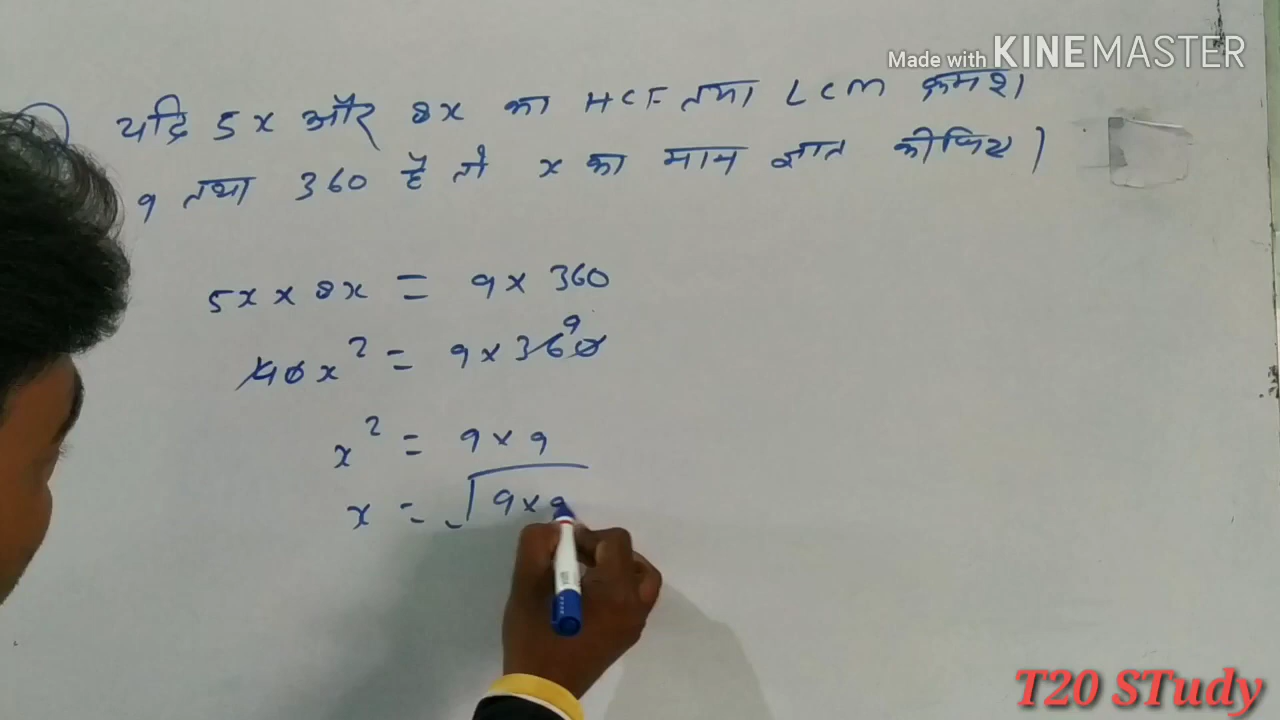 Made with KINEMASTER
यदि 5x और 8x का HCF तथा LCM क्रमश।
9 तथा 360 है तो x का मान ज्ञात कीजिए।
5x × 8x = 9 × 360
40x² = 9 × 360 9
x² = 9 × 9
x = √9 × 9
T20 STudy